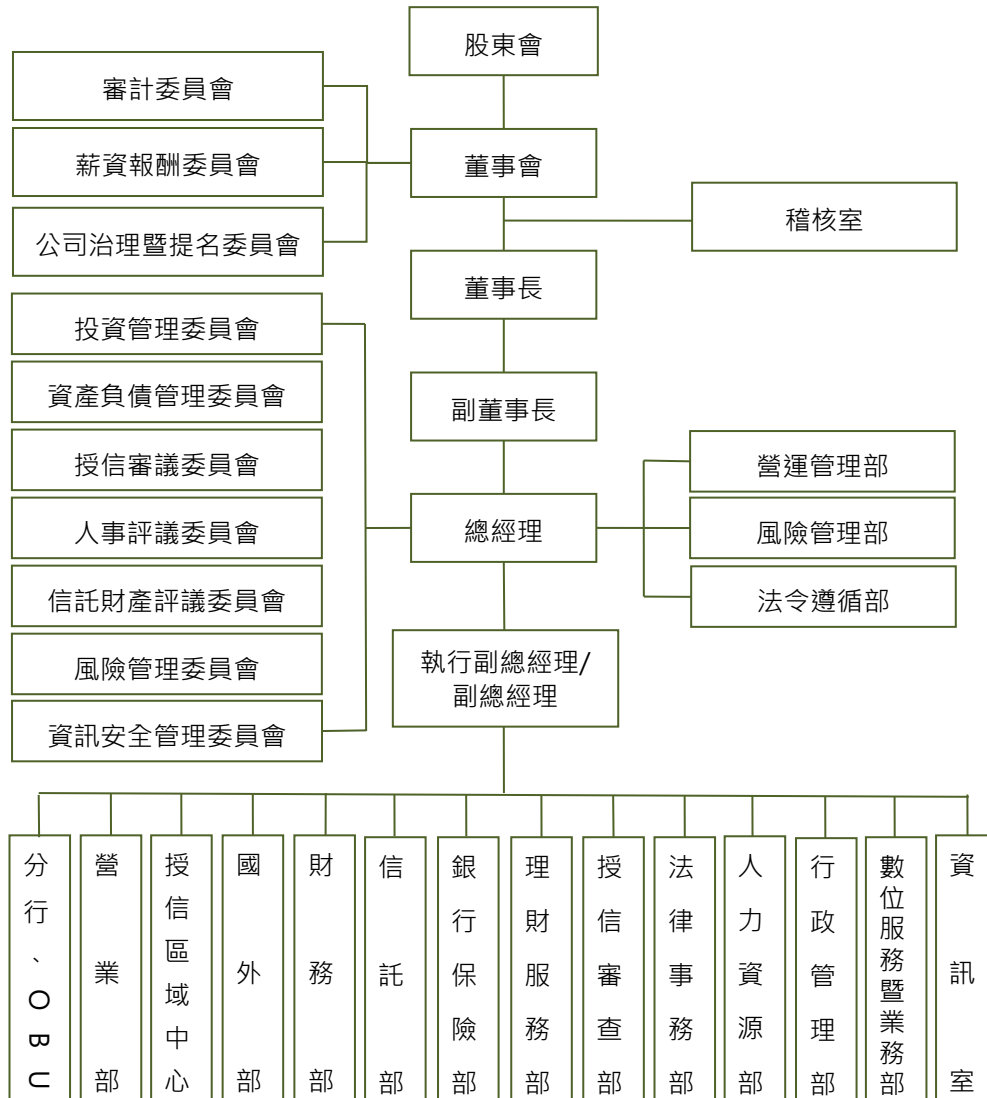 股東會
審計委員會
薪資報酬委員會
董事會
公司治理暨提名委員會
稽核室
董事長
投資管理委員會
資產負債管理委員會
副董事長
授信審議委員會
營運管理部
人事評議委員會
總經理
風險管理部
信託財產評議委員會
法令遵循部
風險管理委員會
執行副總經理/
副總經理
資訊安全管理委員會
分行、OBU
營業部
授信區域中心
國外部
財務部
信託部
銀行保險部
理財服務部
授信審查部
法律事務部
人力資源部
行政管理部
數位服務暨業務部
資訊室